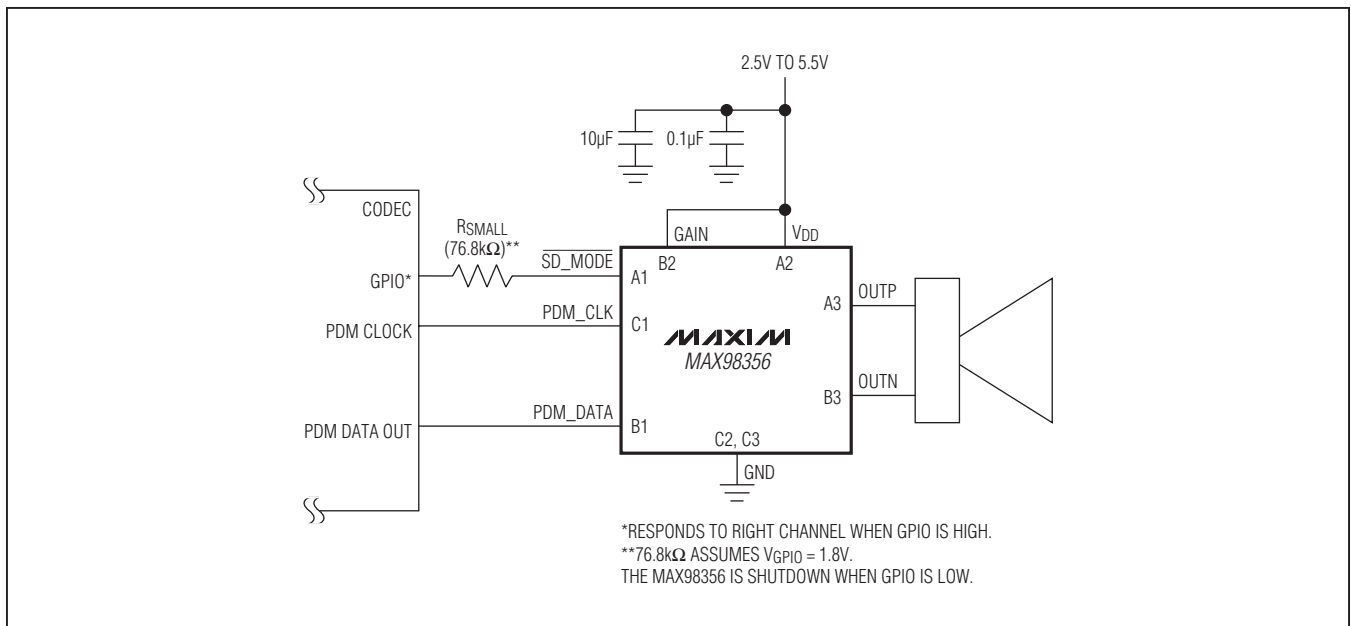 2.5V TO 5.5V
10µF
0.1µF
CODEC
RSMALL
(76.8kΩ)**
SD_MODE
GAIN
VDD
B2
A2
GPIO*
A1
A3
OUTP
PDM CLOCK
PDM_CLK
C1
MAXIM
MAX98356
B3
OUTN
PDM DATA OUT
PDM_DATA
B1
C2, C3
GND
*RESPONDS TO RIGHT CHANNEL WHEN GPIO IS HIGH.
**76.8kΩ ASSUMES VGPIO = 1.8V.
THE MAX98356 IS SHUTDOWN WHEN GPIO IS LOW.